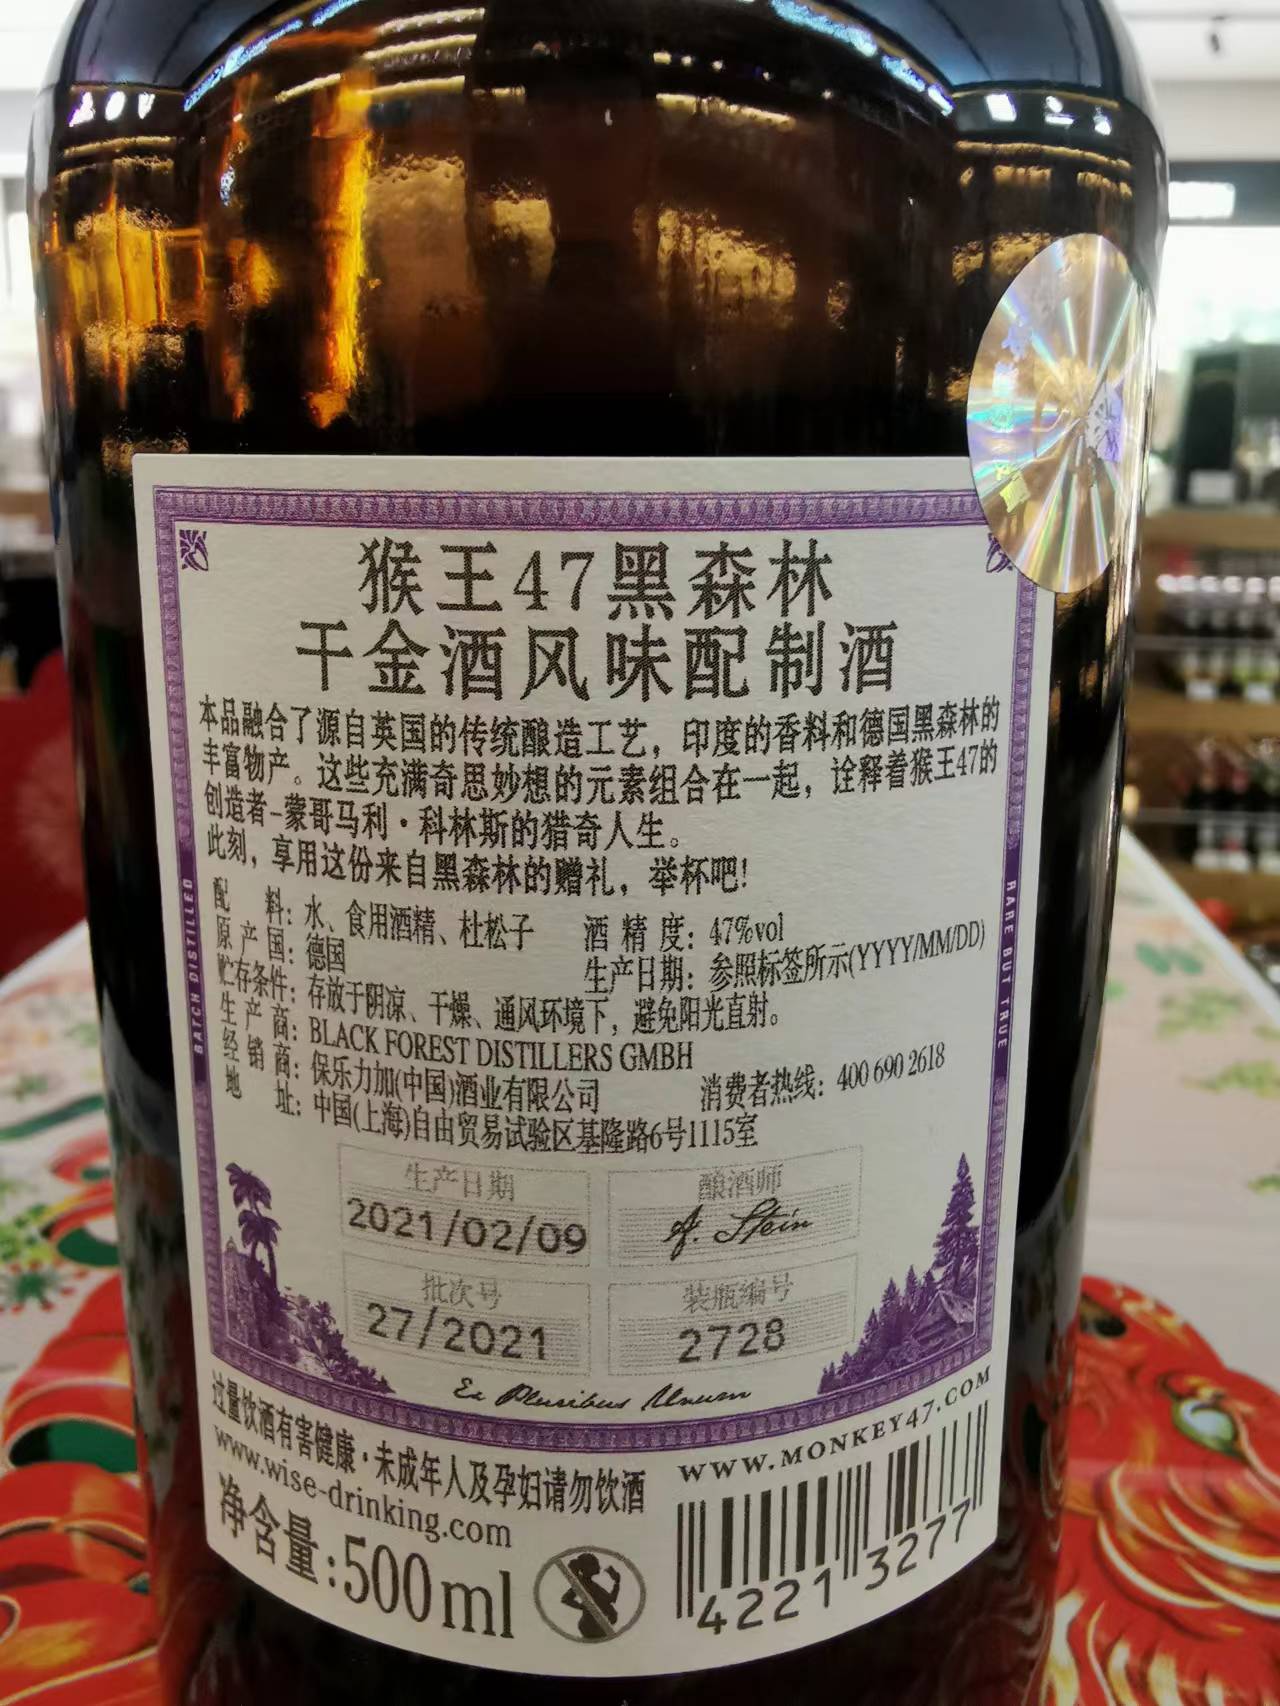 猴王47黑森林
干金酒风味配制酒
本品融合了源自英国的传统酿造工艺，印度的香料和德国黑森林的
丰富物产。这些充满奇思妙想的元素组合在一起，诠释着猴王47的
创造者-蒙哥马利·科林斯的猎奇人生。
此刻，享用这份来自黑森林的赠礼，举杯吧!
配料: 水、食用酒精、杜松子 酒精度: 47%vol
原产国: 德国 生产日期: 参照标签所示(YYYY/MM/DD)
贮存条件: 存放于阴凉、干燥、通风环境下，避免阳光直射。
生产商: BLACK FOREST DISTILLERS GMBH
经销商: 保乐力加(中国)酒业有限公司 消费者热线: 400 690 2618
地址: 中国(上海)自由贸易试验区基隆路6号1115室
BATCH DISTILLED
RARE BUT TRUE
生产日期 酿酒师
2021/02/09 A. Stein
批次号 装瓶编号
27/2021 2728
Ex Pluribus Unum
过量饮酒有害健康·未成年人及孕妇请勿饮酒
www.wise-drinking.com
WWW.MONKEY47.COM
净含量:500ml
4221 3277